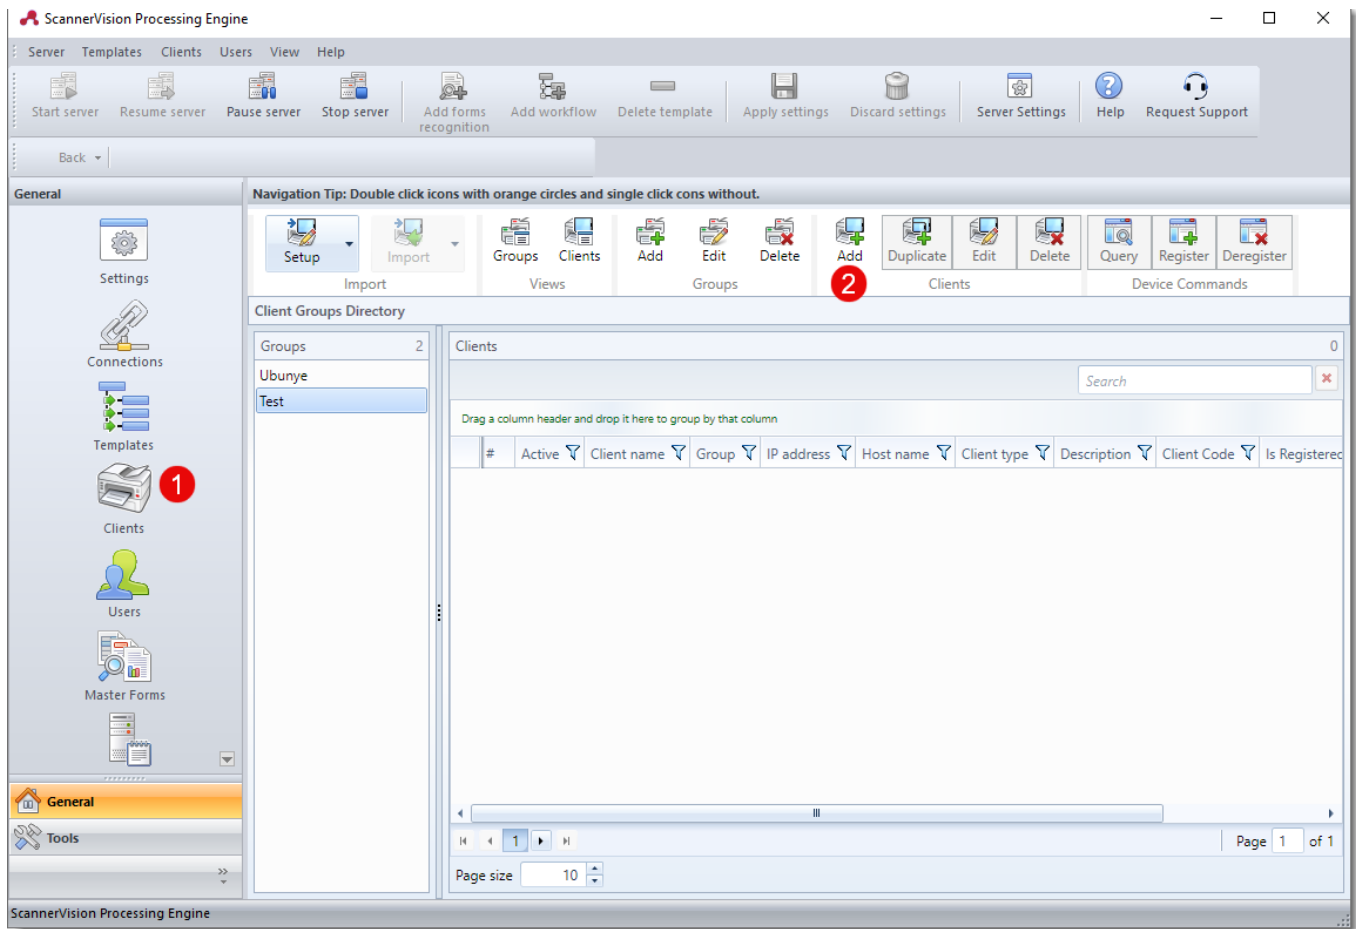 ScannerVision Processing Engine
Server Templates Clients Users View Help
Start server Resume server Pause server Stop server Add forms recognition Add workflow Delete template Apply settings Discard settings Server Settings Help Request Support
Back
General
Navigation Tip: Double click icons with orange circles and single click cons without.
Setup Import Groups Clients Add Edit Delete Add Duplicate Edit Delete Query Register Deregister
Import Views Groups 2 Clients Device Commands
Settings
Client Groups Directory
Groups 2 Clients 0
Connections
Ubunye
Search
Test
Drag a column header and drop it here to group by that column
Templates
# Active Client name Group IP address Host name Client type Description Client Code Is Registered
1
Clients
Users
Master Forms
General
Tools
1 Page 1 of 1
Page size 10
ScannerVision Processing Engine